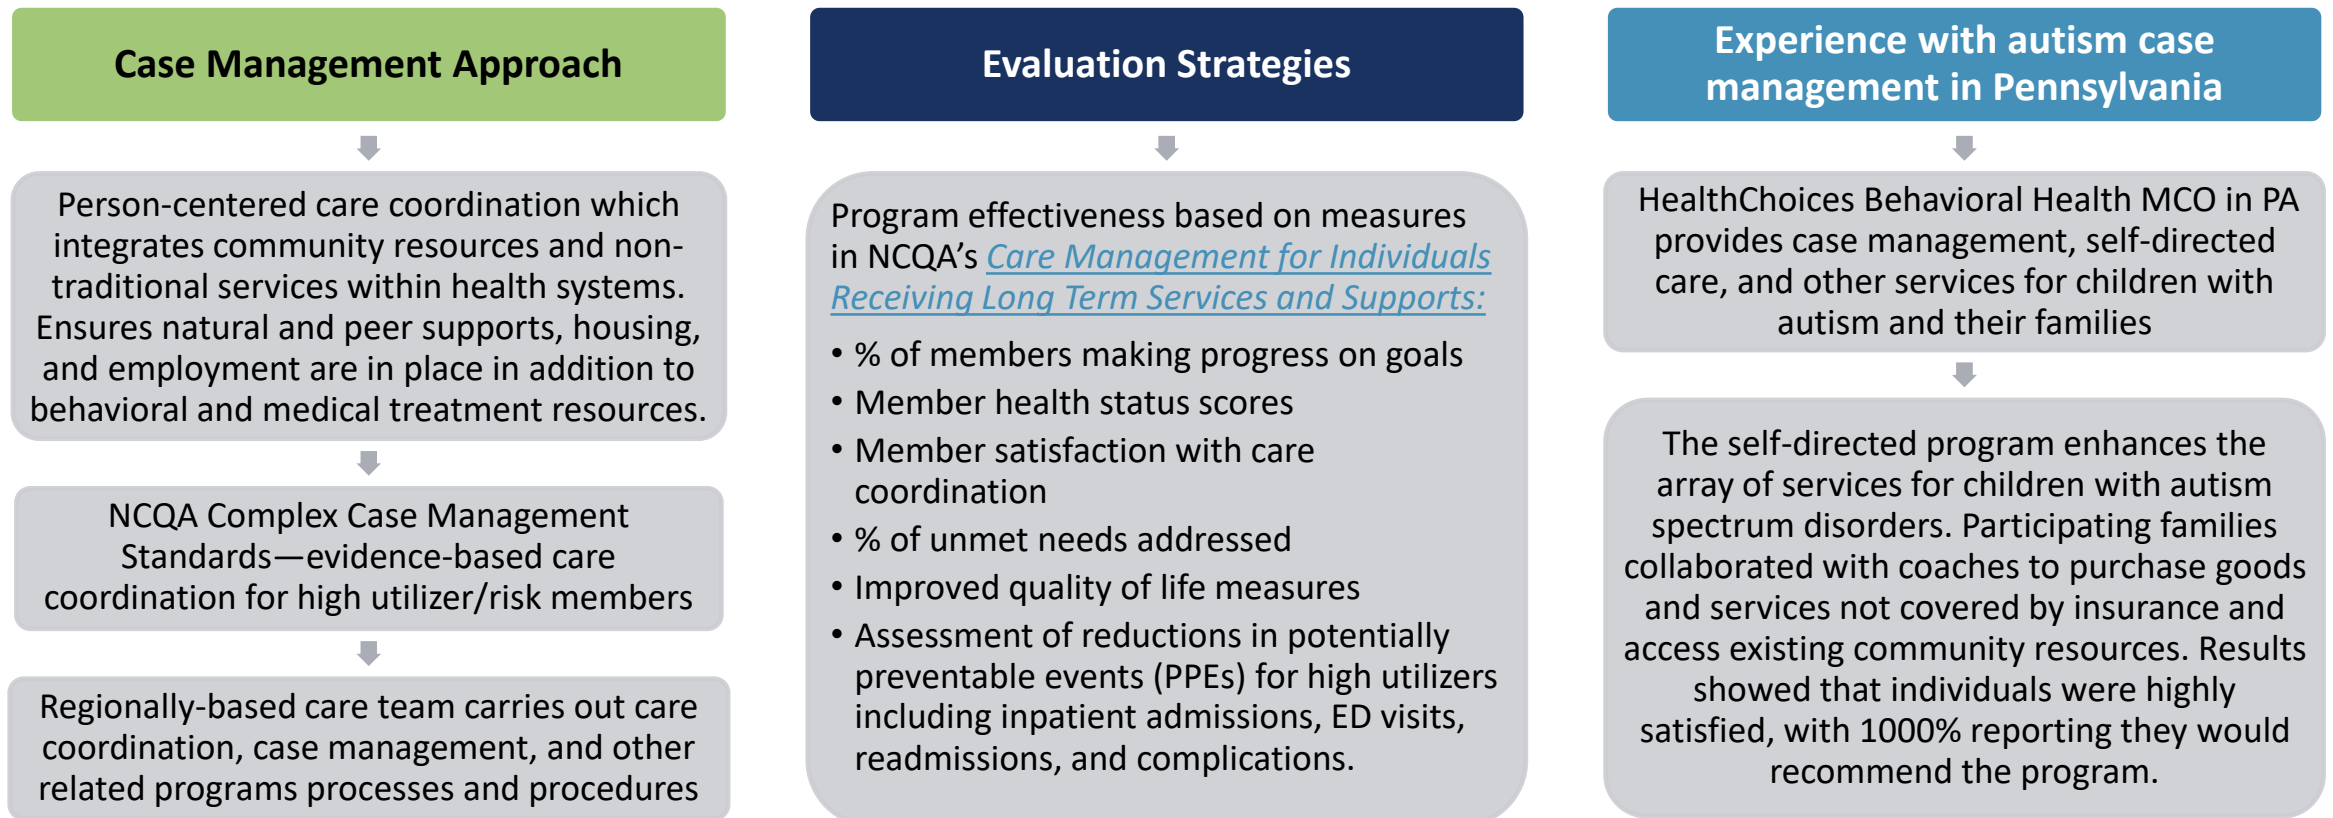 Case Management Approach
Person-centered care coordination which
integrates community resources and non-
traditional services within health systems.
Ensures natural and peer supports, housing,
and employment are in place in addition to
behavioral and medical treatment resources.
NCQA Complex Case Management
Standards—evidence-based care
coordination for high utilizer/risk members
Regionally-based care team carries out care
coordination, case management, and other
related programs processes and procedures
Evaluation Strategies
Program effectiveness based on measures
in NCQA's Care Management for Individuals
Receiving Long Term Services and Supports:
• % of members making progress on goals
• Member health status scores
• Member satisfaction with care
coordination
• % of unmet needs addressed
• Improved quality of life measures
• Assessment of reductions in potentially
preventable events (PPEs) for high utilizers
including inpatient admissions, ED visits,
readmissions, and complications.
Experience with autism case
management in Pennsylvania
HealthChoices Behavioral Health MCO in PA
provides case management, self-directed
care, and other services for children with
autism and their families
The self-directed program enhances the
array of services for children with autism
spectrum disorders. Participating families
collaborated with coaches to purchase goods
and services not covered by insurance and
access existing community resources. Results
showed that individuals were highly
satisfied, with 1000% reporting they would
recommend the program.